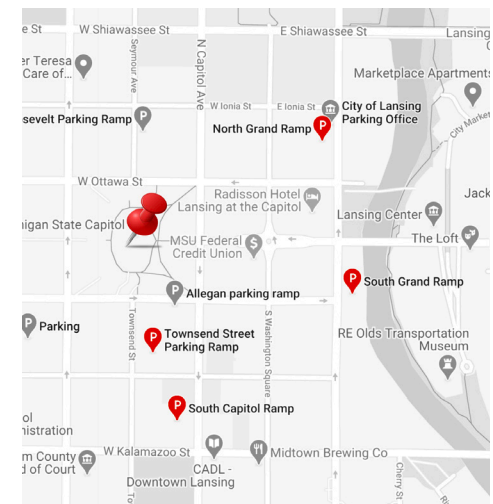 e St
W Shiawassee St
E Shiawassee St
Lansing
er Teresa
Care of...
Seymour Ave
N Capitol Ave
Marketplace Apartments
W Ionia St
E Ionia St
City of Lansing
Parking Office
sevelt Parking Ramp
North Grand Ramp
City Market
W Ottawa St
Radisson Hotel
Lansing at the Capitol
Jack
Lansing Center
higan State Capitol
MSU Federal
Credit Union
The Loft
South Grand Ramp
Allegan parking ramp
Parking
Townsend St
Townsend Street
Parking Ramp
S Washington Square
RE Olds Transportation
Museum
South Capitol Ramp
ol
nistration
m County
d of Court
W Kalamazoo St
CADL -
Downtown Lansing
Midtown Brewing Co
Cherry St
P
P
P
P
P
P
P